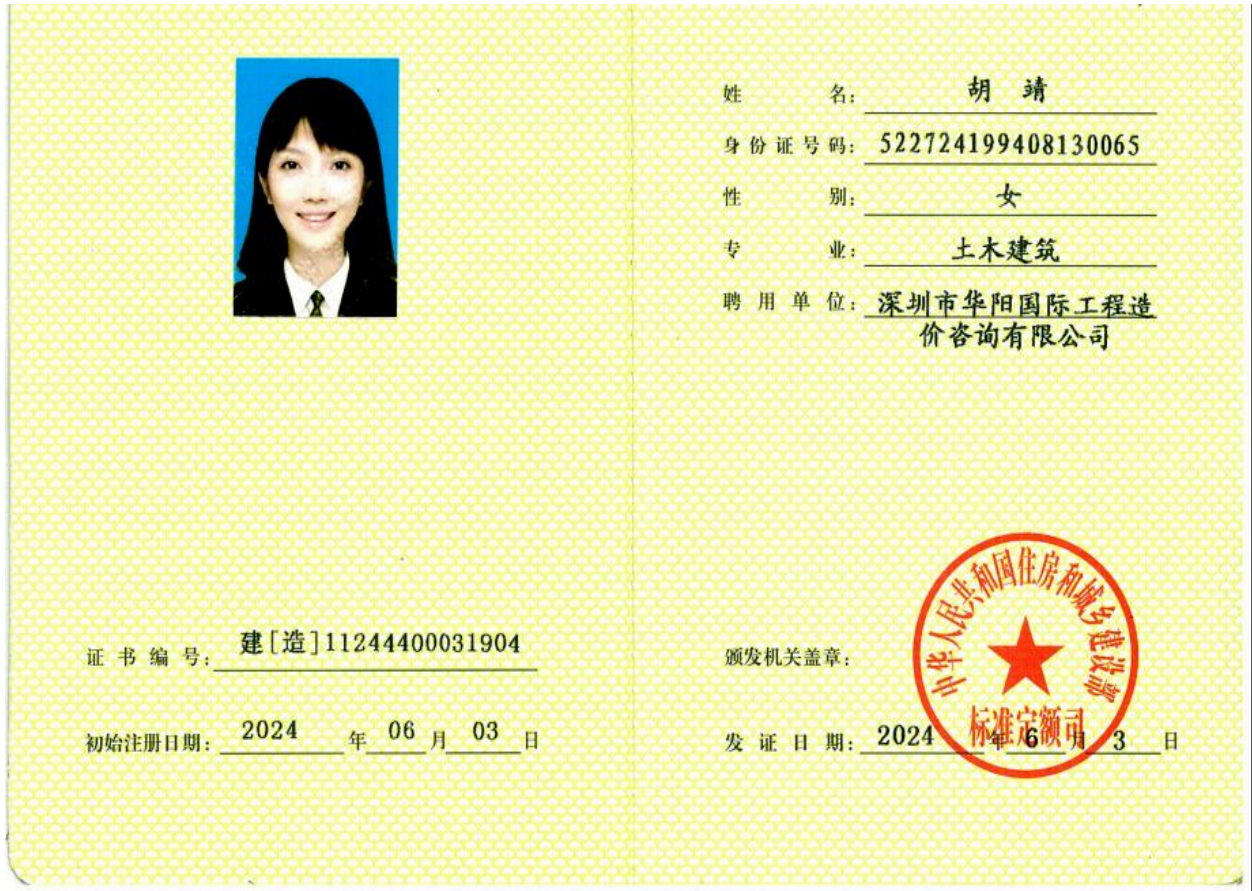 姓名：胡靖
身份证号码：522724199408130065
性别：女
专业：土木建筑
聘用单位：深圳市华阳国际工程造
价咨询有限公司
证书编号：建[造]11244400031904
初始注册日期：2024年06月03日
颁发机关盖章：
中华人民共和国住房和城乡建设部
标准定额司
发证日期：2024年6月3日